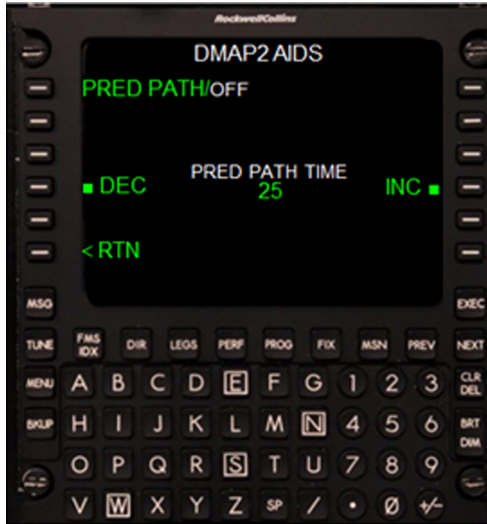 RockwellCollins
DMAP2 AIDS
PRED PATH/OFF
PRED PATH TIME
DEC 25 INC
< RTN
MSG EXEC
TUNE FMS IDX DIR LEGS PERF PROG FIX MSN PREV NEXT
MENU A B C D E F G 1 2 3 CLR DEL
BKUP H I J K L M N 4 5 6 BRT DIM
O P Q R S T U 7 8 9
V W X Y Z SP / . Ø +/−